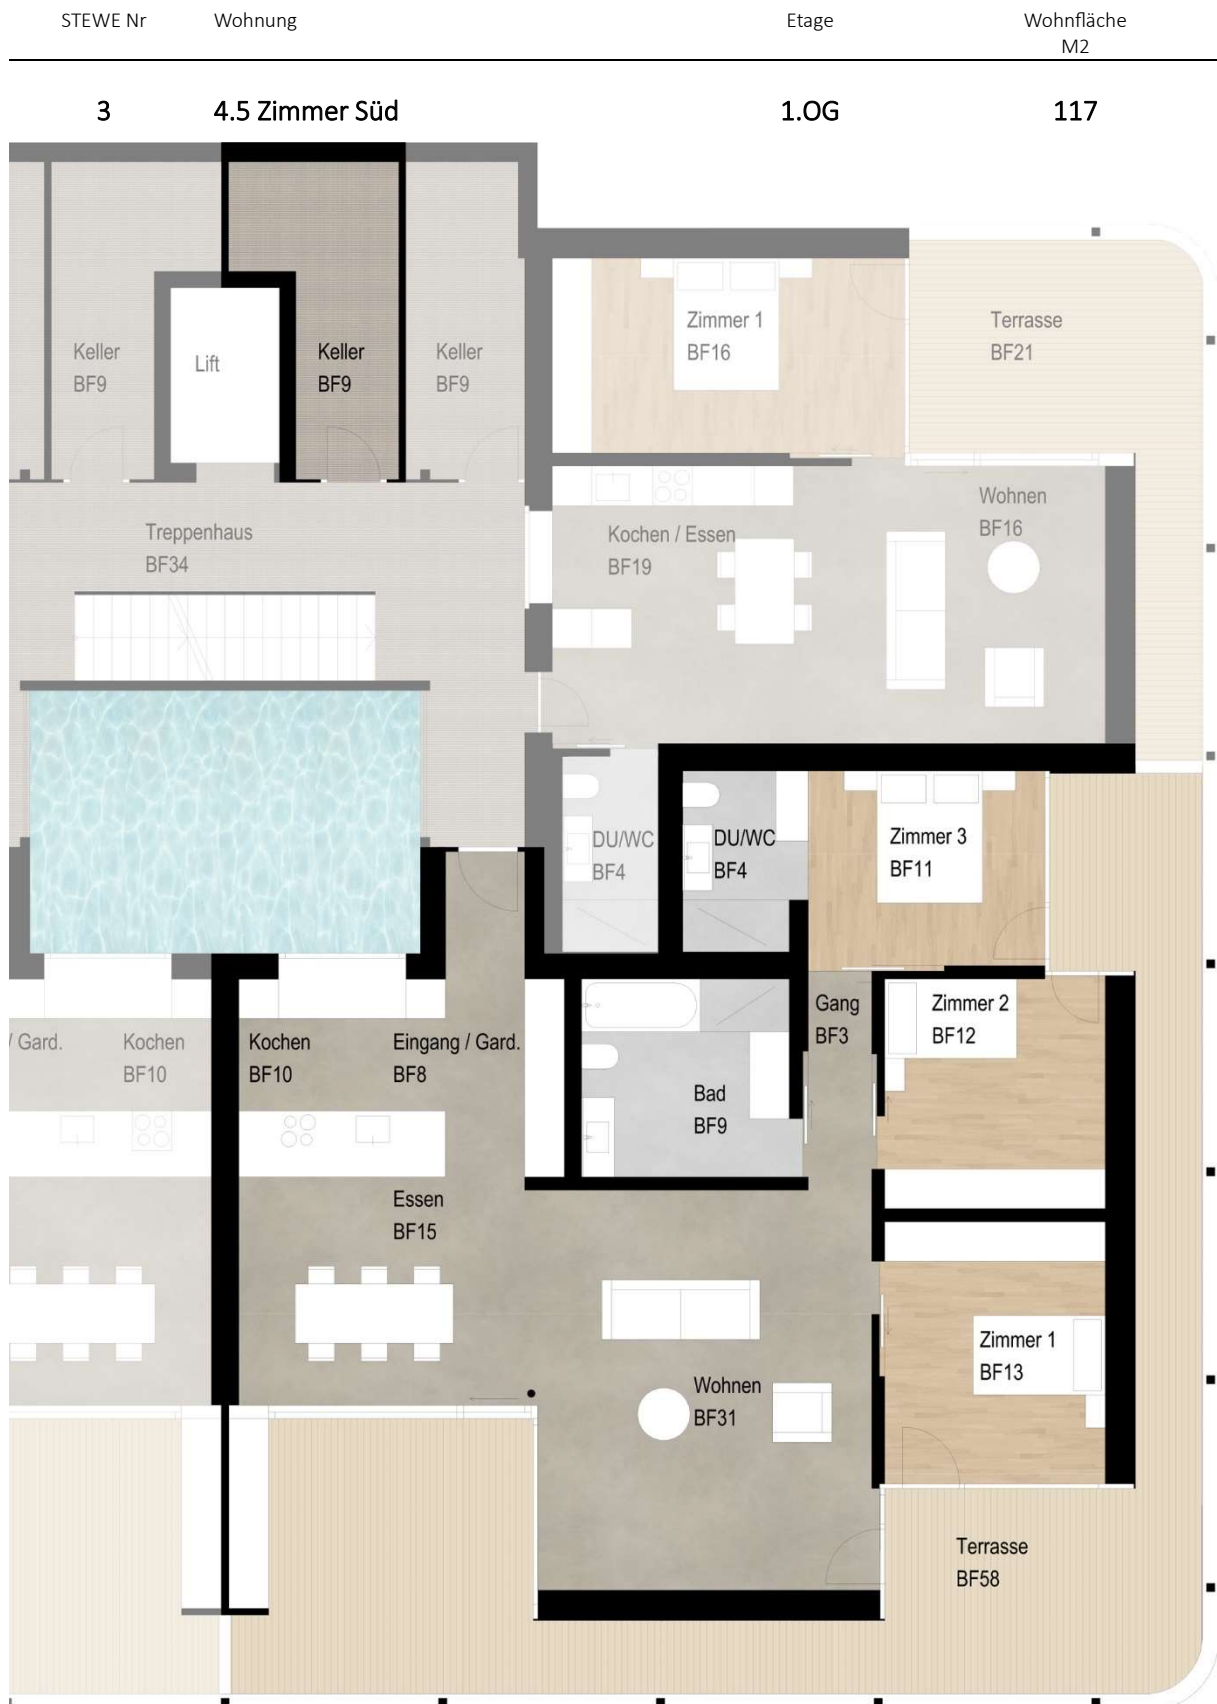 STEWE Nr Wohnung Etage Wohnfläche
M2
3 4.5 Zimmer Süd 1.OG 117
Zimmer 1
BF16
Terrasse
BF21
Keller
BF9
Lift
Keller
BF9
Keller
BF9
Wohnen
BF16
Treppenhaus
BF34
Kochen / Essen
BF19
DU/WC
BF4
DU/WC
BF4
Zimmer 3
BF11
/ Gard.
Kochen
BF10
Kochen
BF10
Eingang / Gard.
BF8
Gang
BF3
Zimmer 2
BF12
Bad
BF9
Essen
BF15
Zimmer 1
BF13
Wohnen
BF31
Terrasse
BF58